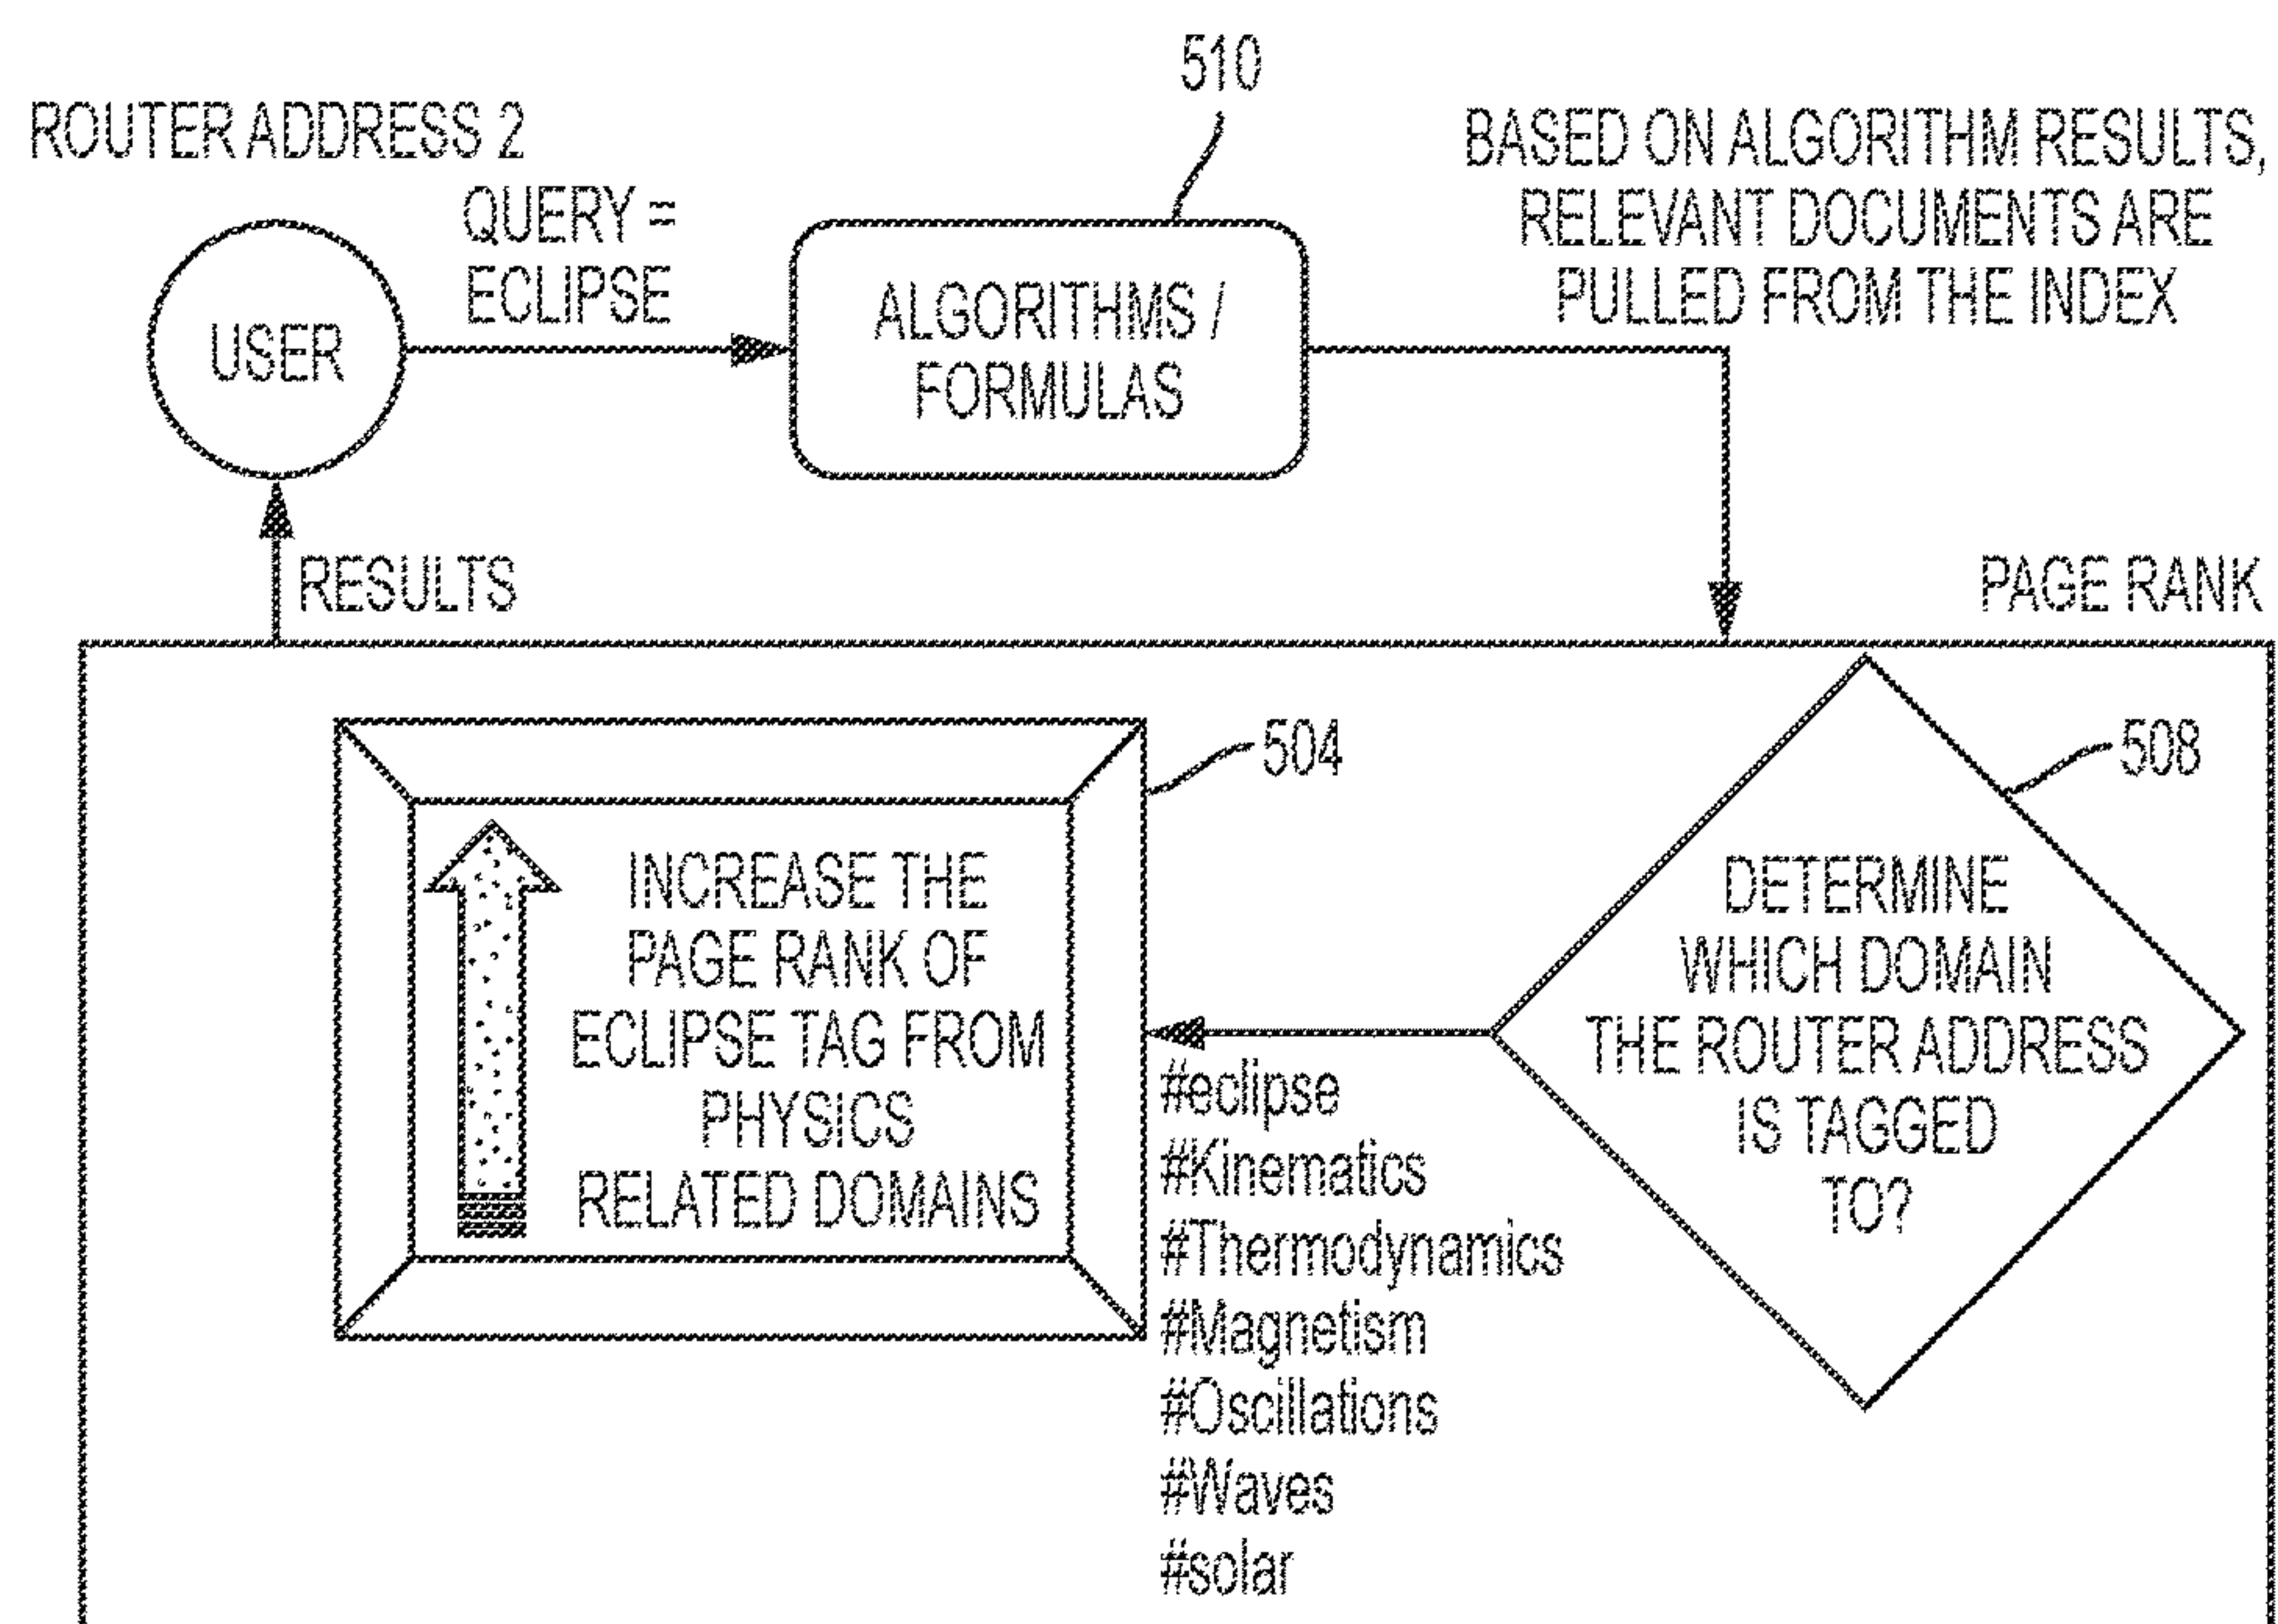 510
ROUTER ADDRESS 2
QUERY =
ECLIPSE
USER
ALGORITHMS /
FORMULAS
BASED ON ALGORITHM RESULTS,
RELEVANT DOCUMENTS ARE
PULLED FROM THE INDEX
RESULTS
PAGE RANK
504
INCREASE THE
PAGE RANK OF
ECLIPSE TAG FROM
PHYSICS
RELATED DOMAINS
508
DETERMINE
WHICH DOMAIN
THE ROUTER ADDRESS
IS TAGGED
TO?
#eclipse
#Kinematics
#Thermodynamics
#Magnetism
#Oscillations
#Waves
#solar